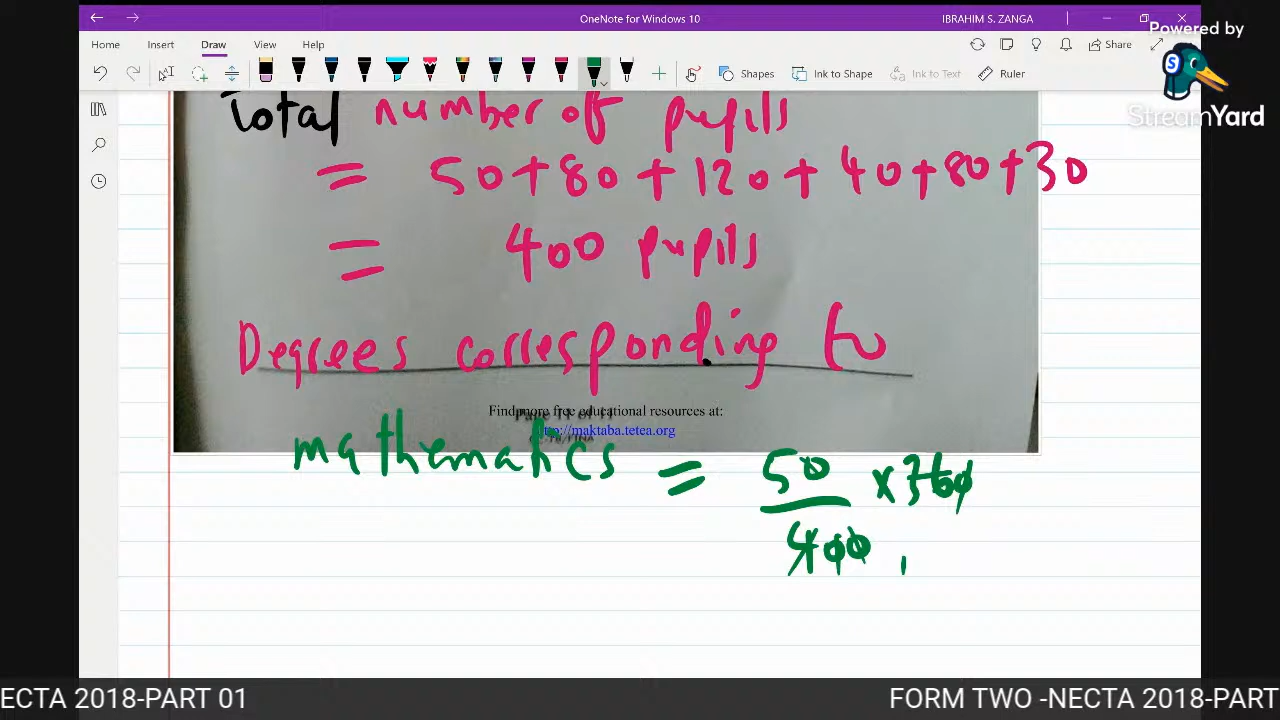 OneNote for Windows 10
IBRAHIM S. ZANGA
Powered by
StreamYard
Home Insert Draw View Help
Share
Shapes Ink to Shape Ink to Text Ruler
Total number of pupils
= 50+80+120+40+80+30
= 400 pupils
Degrees corresponding to
Find more free educational resources at:
http://maktaba.tetea.org
mathematics = 50/400 x360
ECTA 2018-PART 01
FORM TWO -NECTA 2018-PART